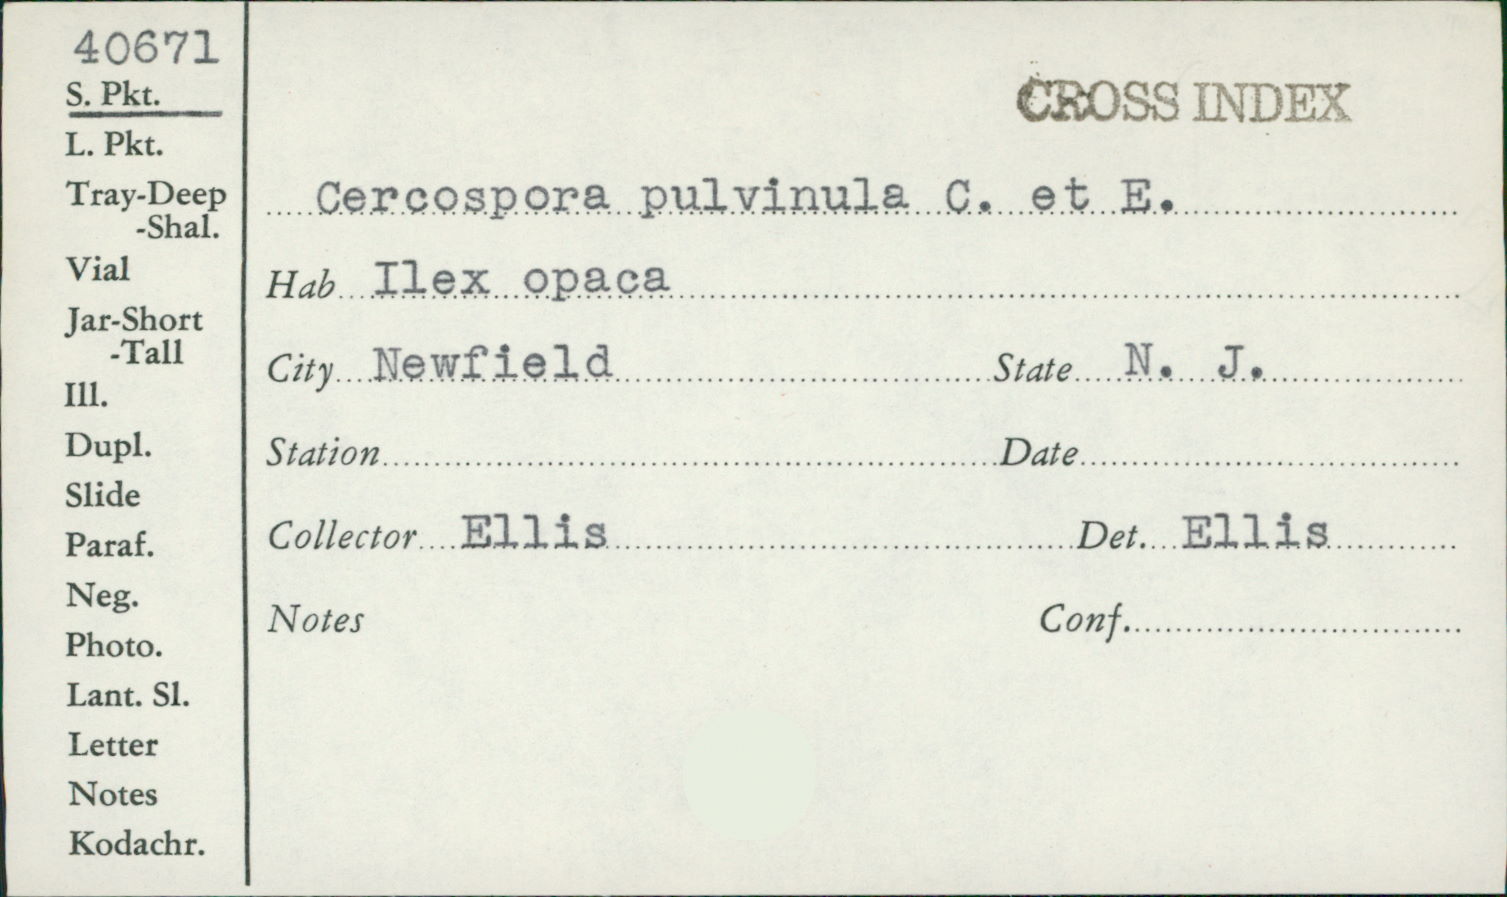 40671
S. Pkt.
L. Pkt.
Tray-Deep
-Shal.
Vial
Jar-Short
-Tall
Ill.
Dupl.
Slide
Paraf.
Neg.
Photo.
Lant. Sl.
Letter
Notes
Kodachr.
CROSS INDEX
Cercospora pulvinula C. et E.
Hab Ilex opaca
City Newfield State N. J.
Station Date
Collector Ellis Det. Ellis
Notes Conf.